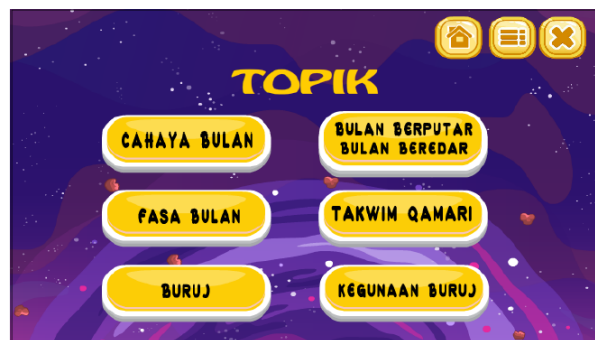 TOPIK
CAHAYA BULAN
BULAN BERPUTAR
BULAN BEREDAR
FASA BULAN
TAKWIM QAMARI
BURUJ
KEGUNAAN BURUJ